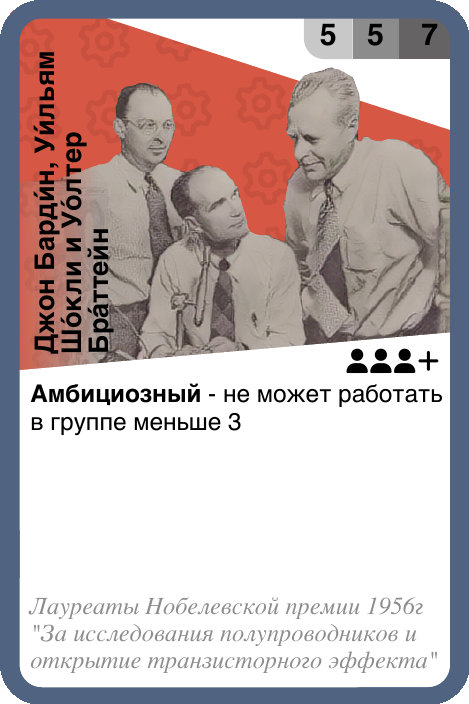 5 5 7
Джон Барди́н, Уи́льям
Шо́кли и Уо́лтер
Бра́ттейн
+
Амбициозный - не может работать
в группе меньше 3
Лауреаты Нобелевской премии 1956г
"За исследования полупроводников и
открытие транзисторного эффекта"